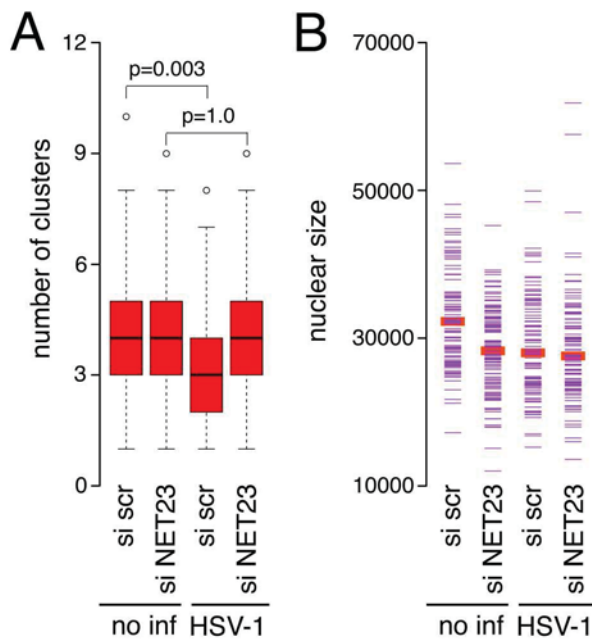 A
number of clusters
12
9
6
3
0
p=0.003
p=1.0
si scr
si NET23
si scr
si NET23
no inf
HSV-1
B
nuclear size
70000
50000
30000
10000
si scr
si NET23
si scr
si NET23
no inf
HSV-1